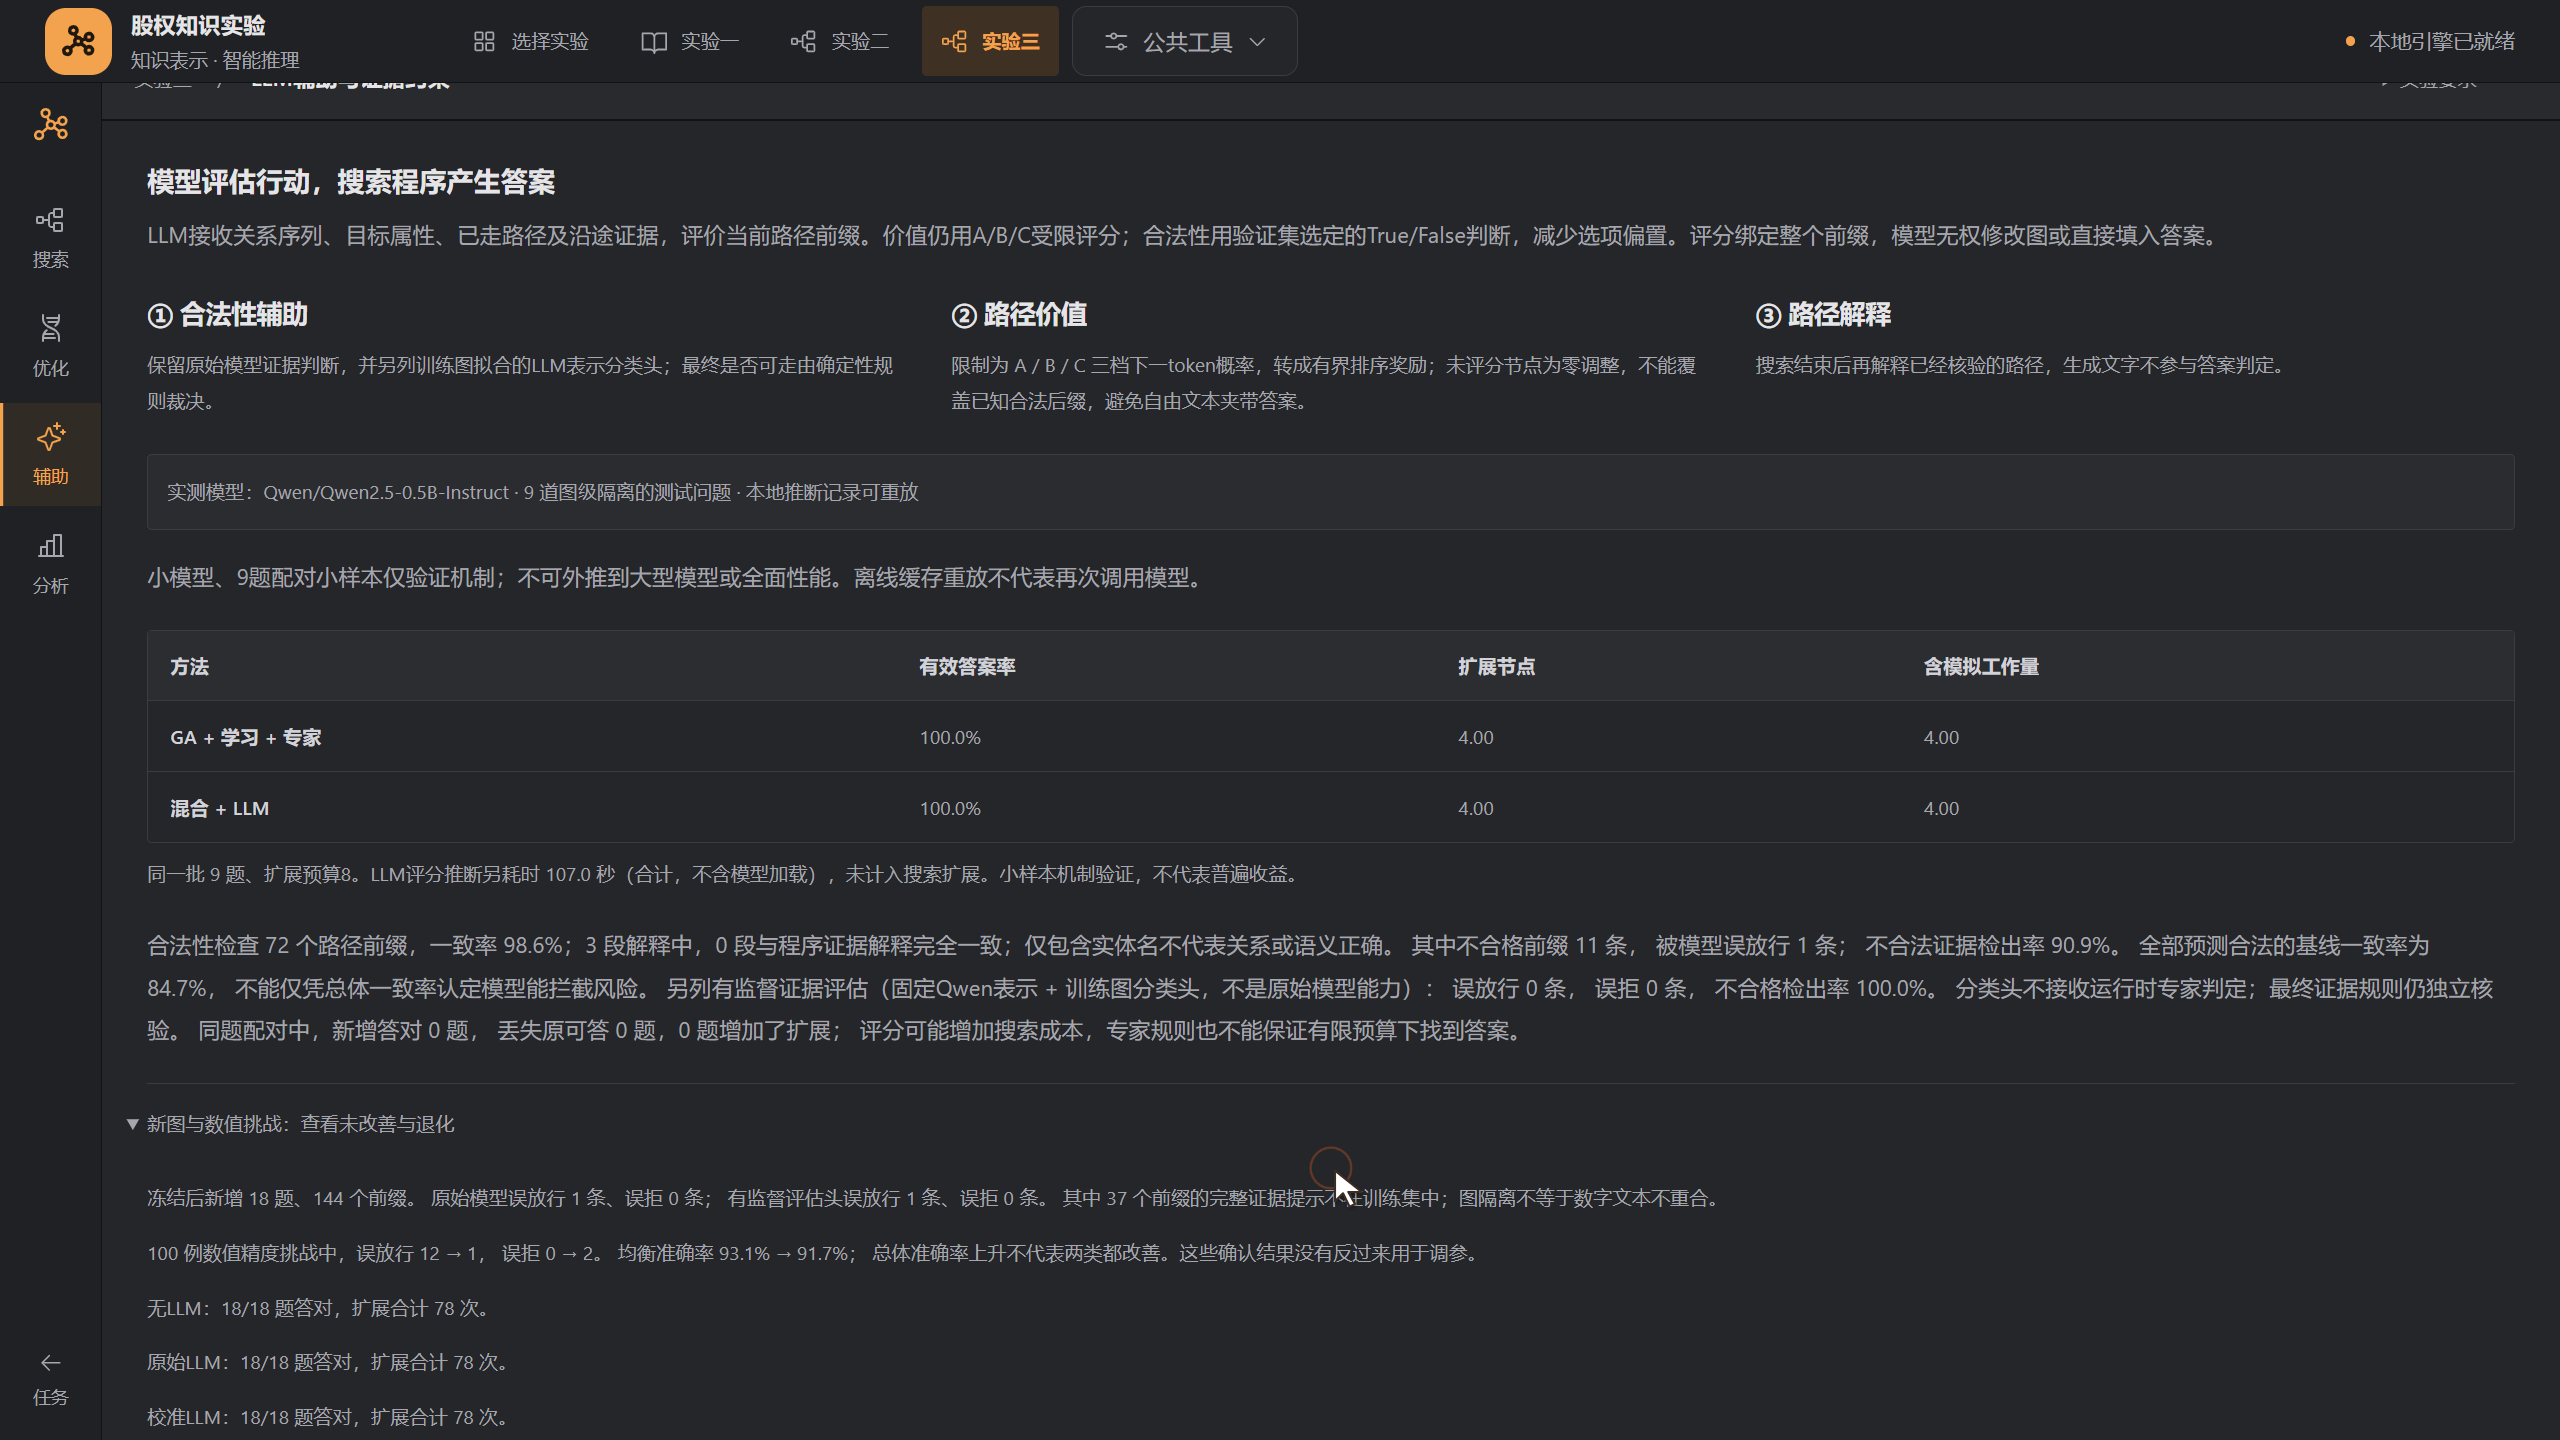 股权知识实验
知识表示 · 智能推理
选择实验
实验一
实验二
实验三
公共工具
本地引擎已就绪
搜索
优化
辅助
分析
任务
模型评估行动，搜索程序产生答案
LLM接收关系序列、目标属性、已走路径及沿途证据，评价当前路径前缀。价值仍用A/B/C受限评分；合法性用验证集选定的True/False判断，减少选项偏置。评分绑定整个前缀，模型无权修改图或直接填入答案。
① 合法性辅助
保留原始模型证据判断，并另列训练图拟合的LLM表示分类头；最终是否可走由确定性规
则裁决。
② 路径价值
限制为 A / B / C 三档下一token概率，转成有界排序奖励；未评分节点为零调整，不能覆
盖已知合法后缀，避免自由文本夹带答案。
③ 路径解释
搜索结束后再解释已经核验的路径，生成文字不参与答案判定。
实测模型：Qwen/Qwen2.5-0.5B-Instruct · 9 道图级隔离的测试问题 · 本地推断记录可重放
小模型、9题配对小样本仅验证机制；不可外推到大型模型或全面性能。离线缓存重放不代表再次调用模型。
方法 有效答案率 扩展节点 含模拟工作量
GA + 学习 + 专家 100.0% 4.00 4.00
混合 + LLM 100.0% 4.00 4.00
同一批 9 题、扩展预算8。LLM评分推断另耗时 107.0 秒（合计，不含模型加载），未计入搜索扩展。小样本机制验证，不代表普遍收益。
合法性检查 72 个路径前缀，一致率 98.6%；3 段解释中，0 段与程序证据解释完全一致；仅包含实体名不代表关系或语义正确。 其中不合格前缀 11 条， 被模型误放行 1 条； 不合法证据检出率 90.9%。 全部预测合法的基线一致率为
84.7%， 不能仅凭总体一致率认定模型能拦截风险。 另列有监督证据评估（固定Qwen表示 + 训练图分类头，不是原始模型能力）： 误放行 0 条， 误拒 0 条， 不合格检出率 100.0%。 分类头不接收运行时专家判定；最终证据规则仍独立核
验。 同题配对中，新增答对 0 题， 丢失原可答 0 题，0 题增加了扩展； 评分可能增加搜索成本，专家规则也不能保证有限预算下找到答案。
▼ 新图与数值挑战：查看未改善与退化
冻结后新增 18 题、144 个前缀。 原始模型误放行 1 条、误拒 0 条； 有监督评估头误放行 1 条、误拒 0 条。 其中 37 个前缀的完整证据提示不在训练集中；图隔离不等于数字文本不重合。
100 例数值精度挑战中，误放行 12 → 1， 误拒 0 → 2。 均衡准确率 93.1% → 91.7%； 总体准确率上升不代表两类都改善。这些确认结果没有反过来用于调参。
无LLM：18/18 题答对，扩展合计 78 次。
原始LLM：18/18 题答对，扩展合计 78 次。
校准LLM：18/18 题答对，扩展合计 78 次。